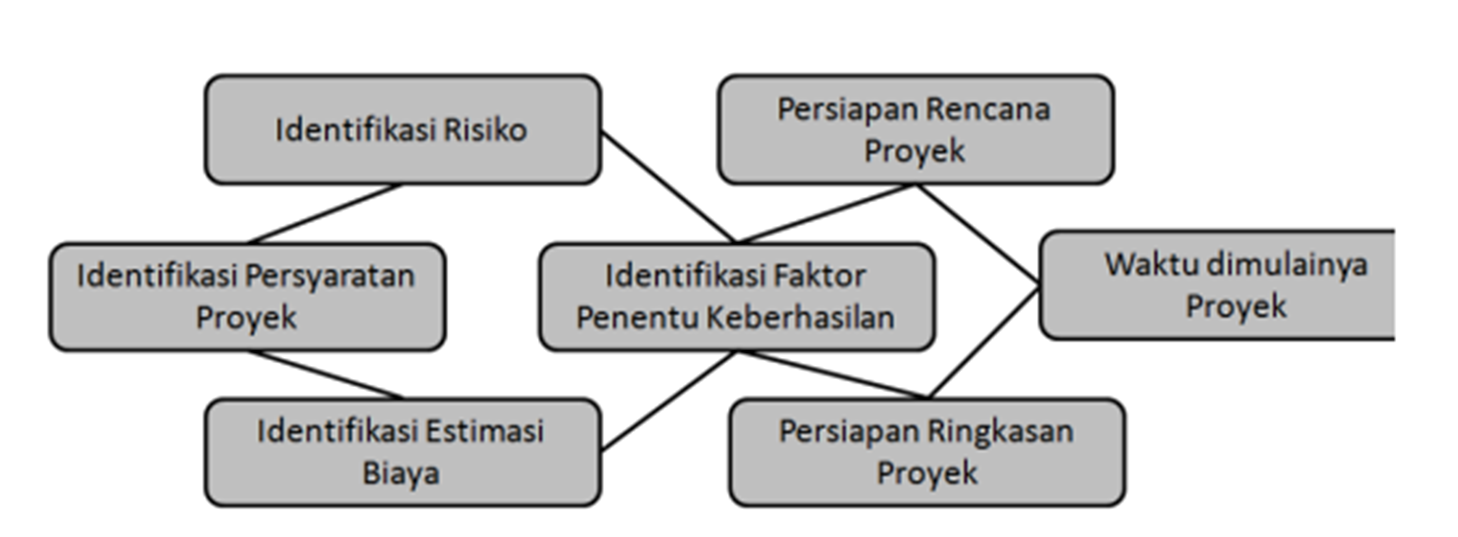 Identifikasi Risiko
Persiapan Rencana
Proyek
Identifikasi Persyaratan
Proyek
Identifikasi Faktor
Penentu Keberhasilan
Waktu dimulainya
Proyek
Identifikasi Estimasi
Biaya
Persiapan Ringkasan
Proyek